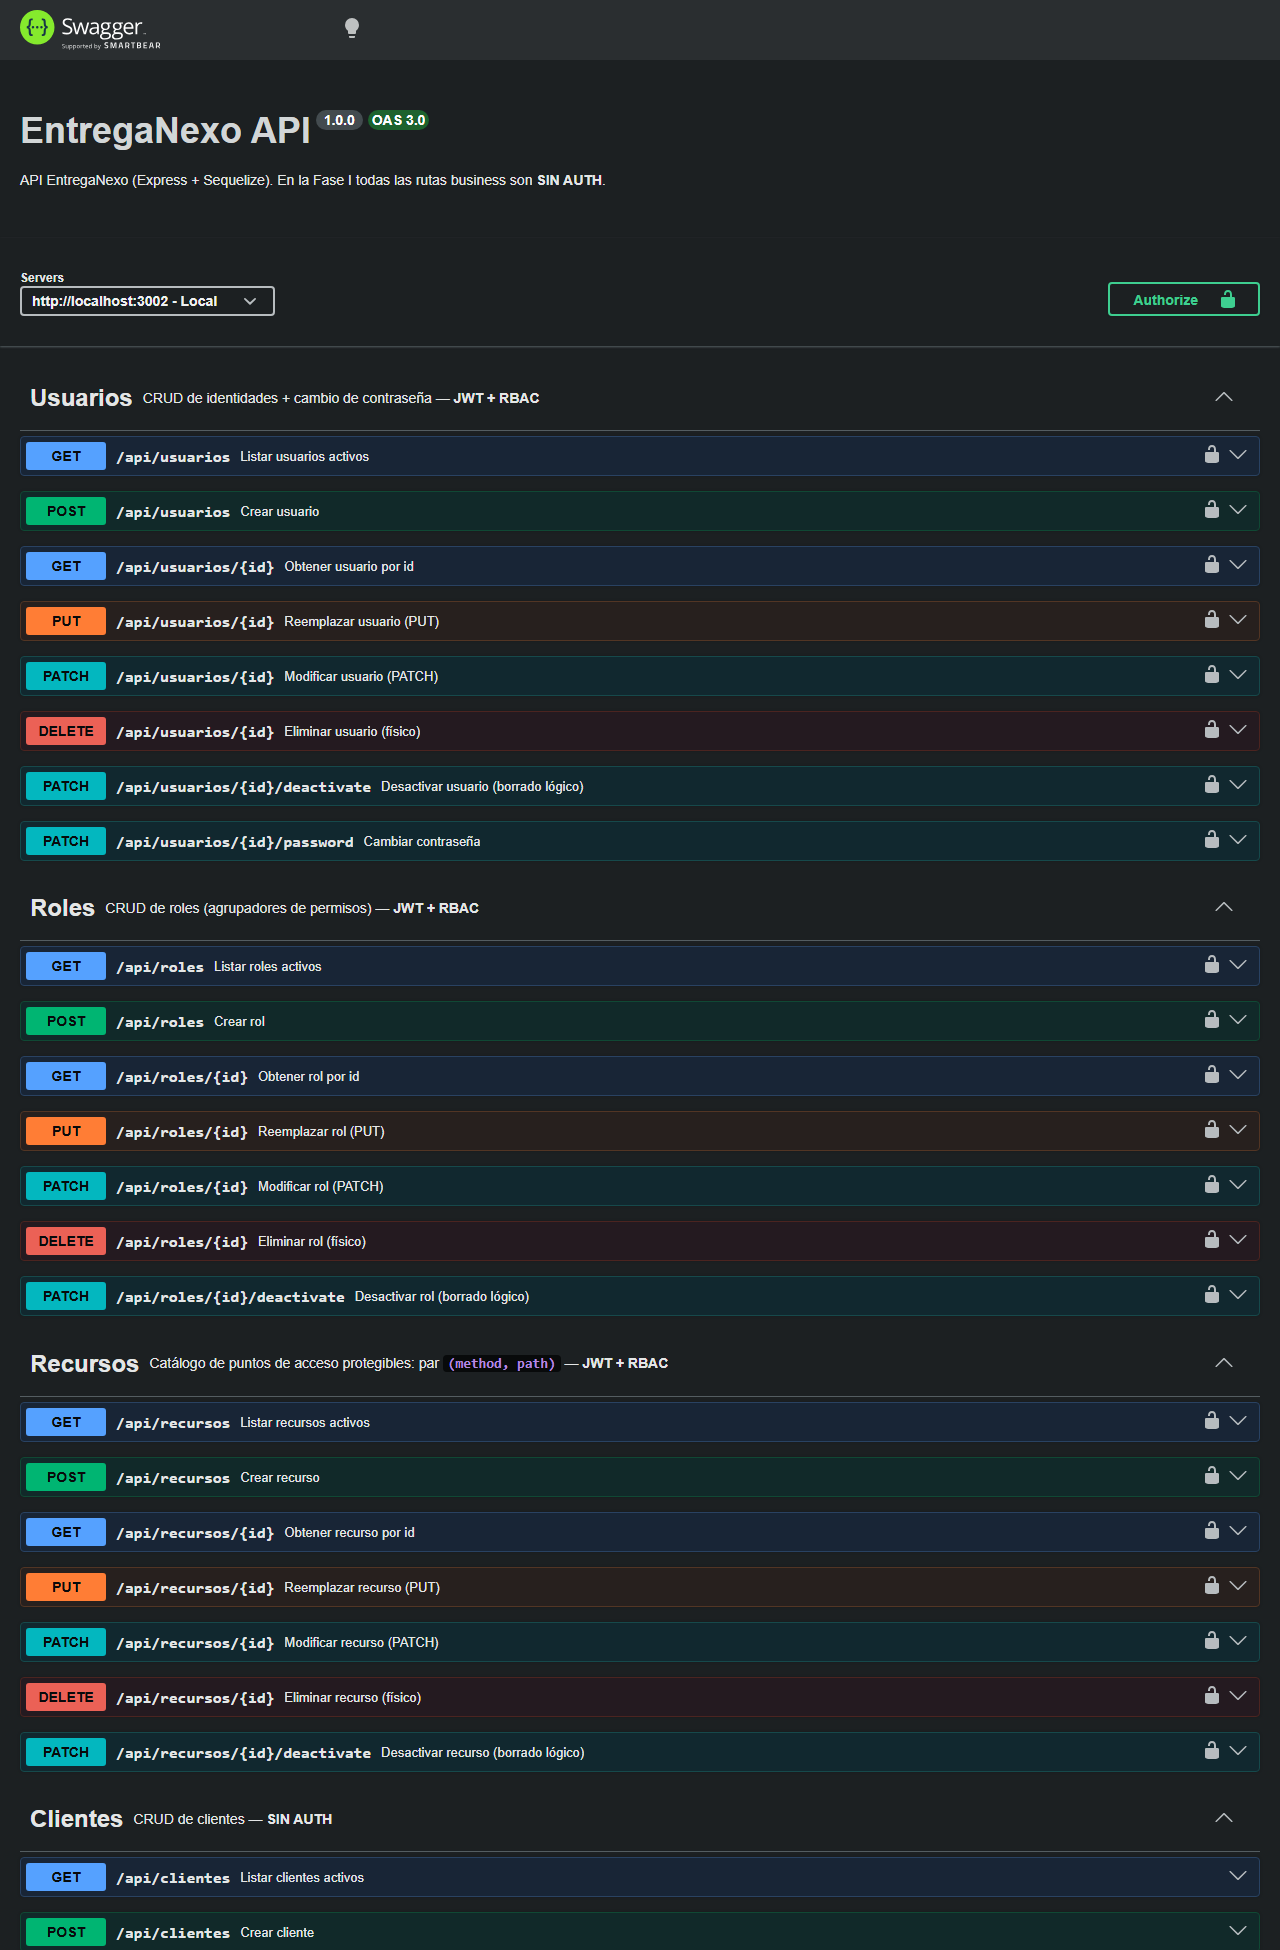 Swagger.
Supported by SMARTBEAR
EntregaNexo API 1.0.0 OAS 3.0
API EntregaNexo (Express + Sequelize). En la Fase I todas las rutas business son SIN AUTH.
Servers
http://localhost:3002 - Local
Authorize
Usuarios CRUD de identidades + cambio de contraseña — JWT + RBAC
GET /api/usuarios Listar usuarios activos
POST /api/usuarios Crear usuario
GET /api/usuarios/{id} Obtener usuario por id
PUT /api/usuarios/{id} Reemplazar usuario (PUT)
PATCH /api/usuarios/{id} Modificar usuario (PATCH)
DELETE /api/usuarios/{id} Eliminar usuario (físico)
PATCH /api/usuarios/{id}/deactivate Desactivar usuario (borrado lógico)
PATCH /api/usuarios/{id}/password Cambiar contraseña
Roles CRUD de roles (agrupadores de permisos) — JWT + RBAC
GET /api/roles Listar roles activos
POST /api/roles Crear rol
GET /api/roles/{id} Obtener rol por id
PUT /api/roles/{id} Reemplazar rol (PUT)
PATCH /api/roles/{id} Modificar rol (PATCH)
DELETE /api/roles/{id} Eliminar rol (físico)
PATCH /api/roles/{id}/deactivate Desactivar rol (borrado lógico)
Recursos Catálogo de puntos de acceso protegibles: par (method, path) — JWT + RBAC
GET /api/recursos Listar recursos activos
POST /api/recursos Crear recurso
GET /api/recursos/{id} Obtener recurso por id
PUT /api/recursos/{id} Reemplazar recurso (PUT)
PATCH /api/recursos/{id} Modificar recurso (PATCH)
DELETE /api/recursos/{id} Eliminar recurso (físico)
PATCH /api/recursos/{id}/deactivate Desactivar recurso (borrado lógico)
Clientes CRUD de clientes — SIN AUTH
GET /api/clientes Listar clientes activos
POST /api/clientes Crear cliente